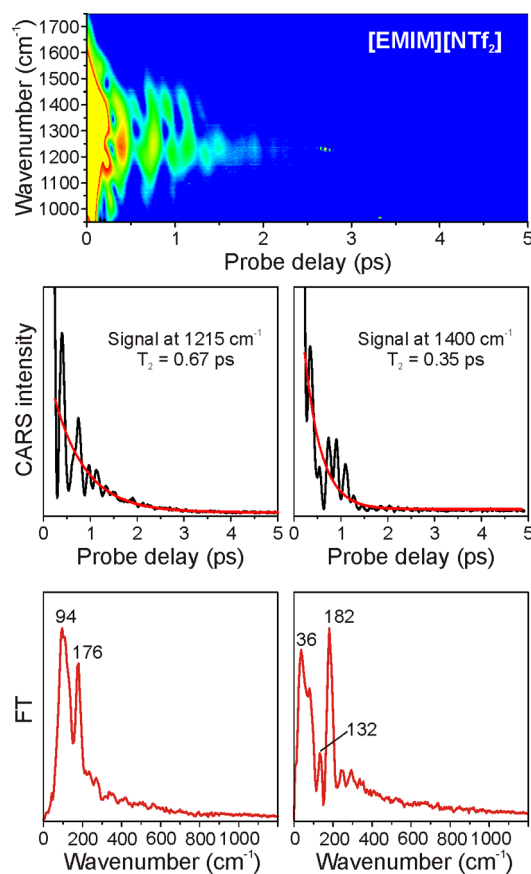 [EMIM][NTf₂]
Wavenumber (cm⁻¹)
1700
1600
1500
1400
1300
1200
1100
1000
0 1 2 3 4 5
Probe delay (ps)
CARS intensity
Signal at 1215 cm⁻¹
T₂ = 0.67 ps
0 1 2 3 4 5
Probe delay (ps)
Signal at 1400 cm⁻¹
T₂ = 0.35 ps
0 1 2 3 4 5
Probe delay (ps)
FT
94
176
0 200 400 600 800 1000
Wavenumber (cm⁻¹)
36
182
132
0 200 400 600 800 1000
Wavenumber (cm⁻¹)